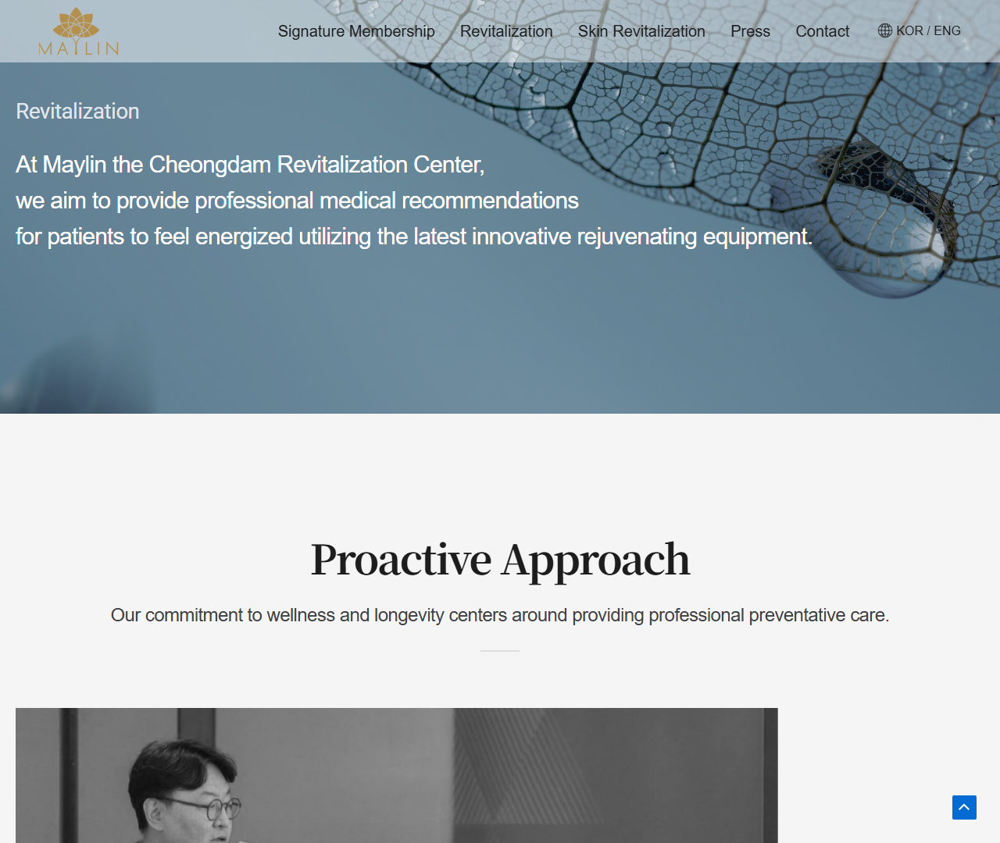 MAYLIN
Signature Membership
Revitalization
Skin Revitalization
Press
Contact
KOR / ENG
Revitalization
At Maylin the Cheongdam Revitalization Center,
we aim to provide professional medical recommendations
for patients to feel energized utilizing the latest innovative rejuvenating equipment.
Proactive Approach
Our commitment to wellness and longevity centers around providing professional preventative care.